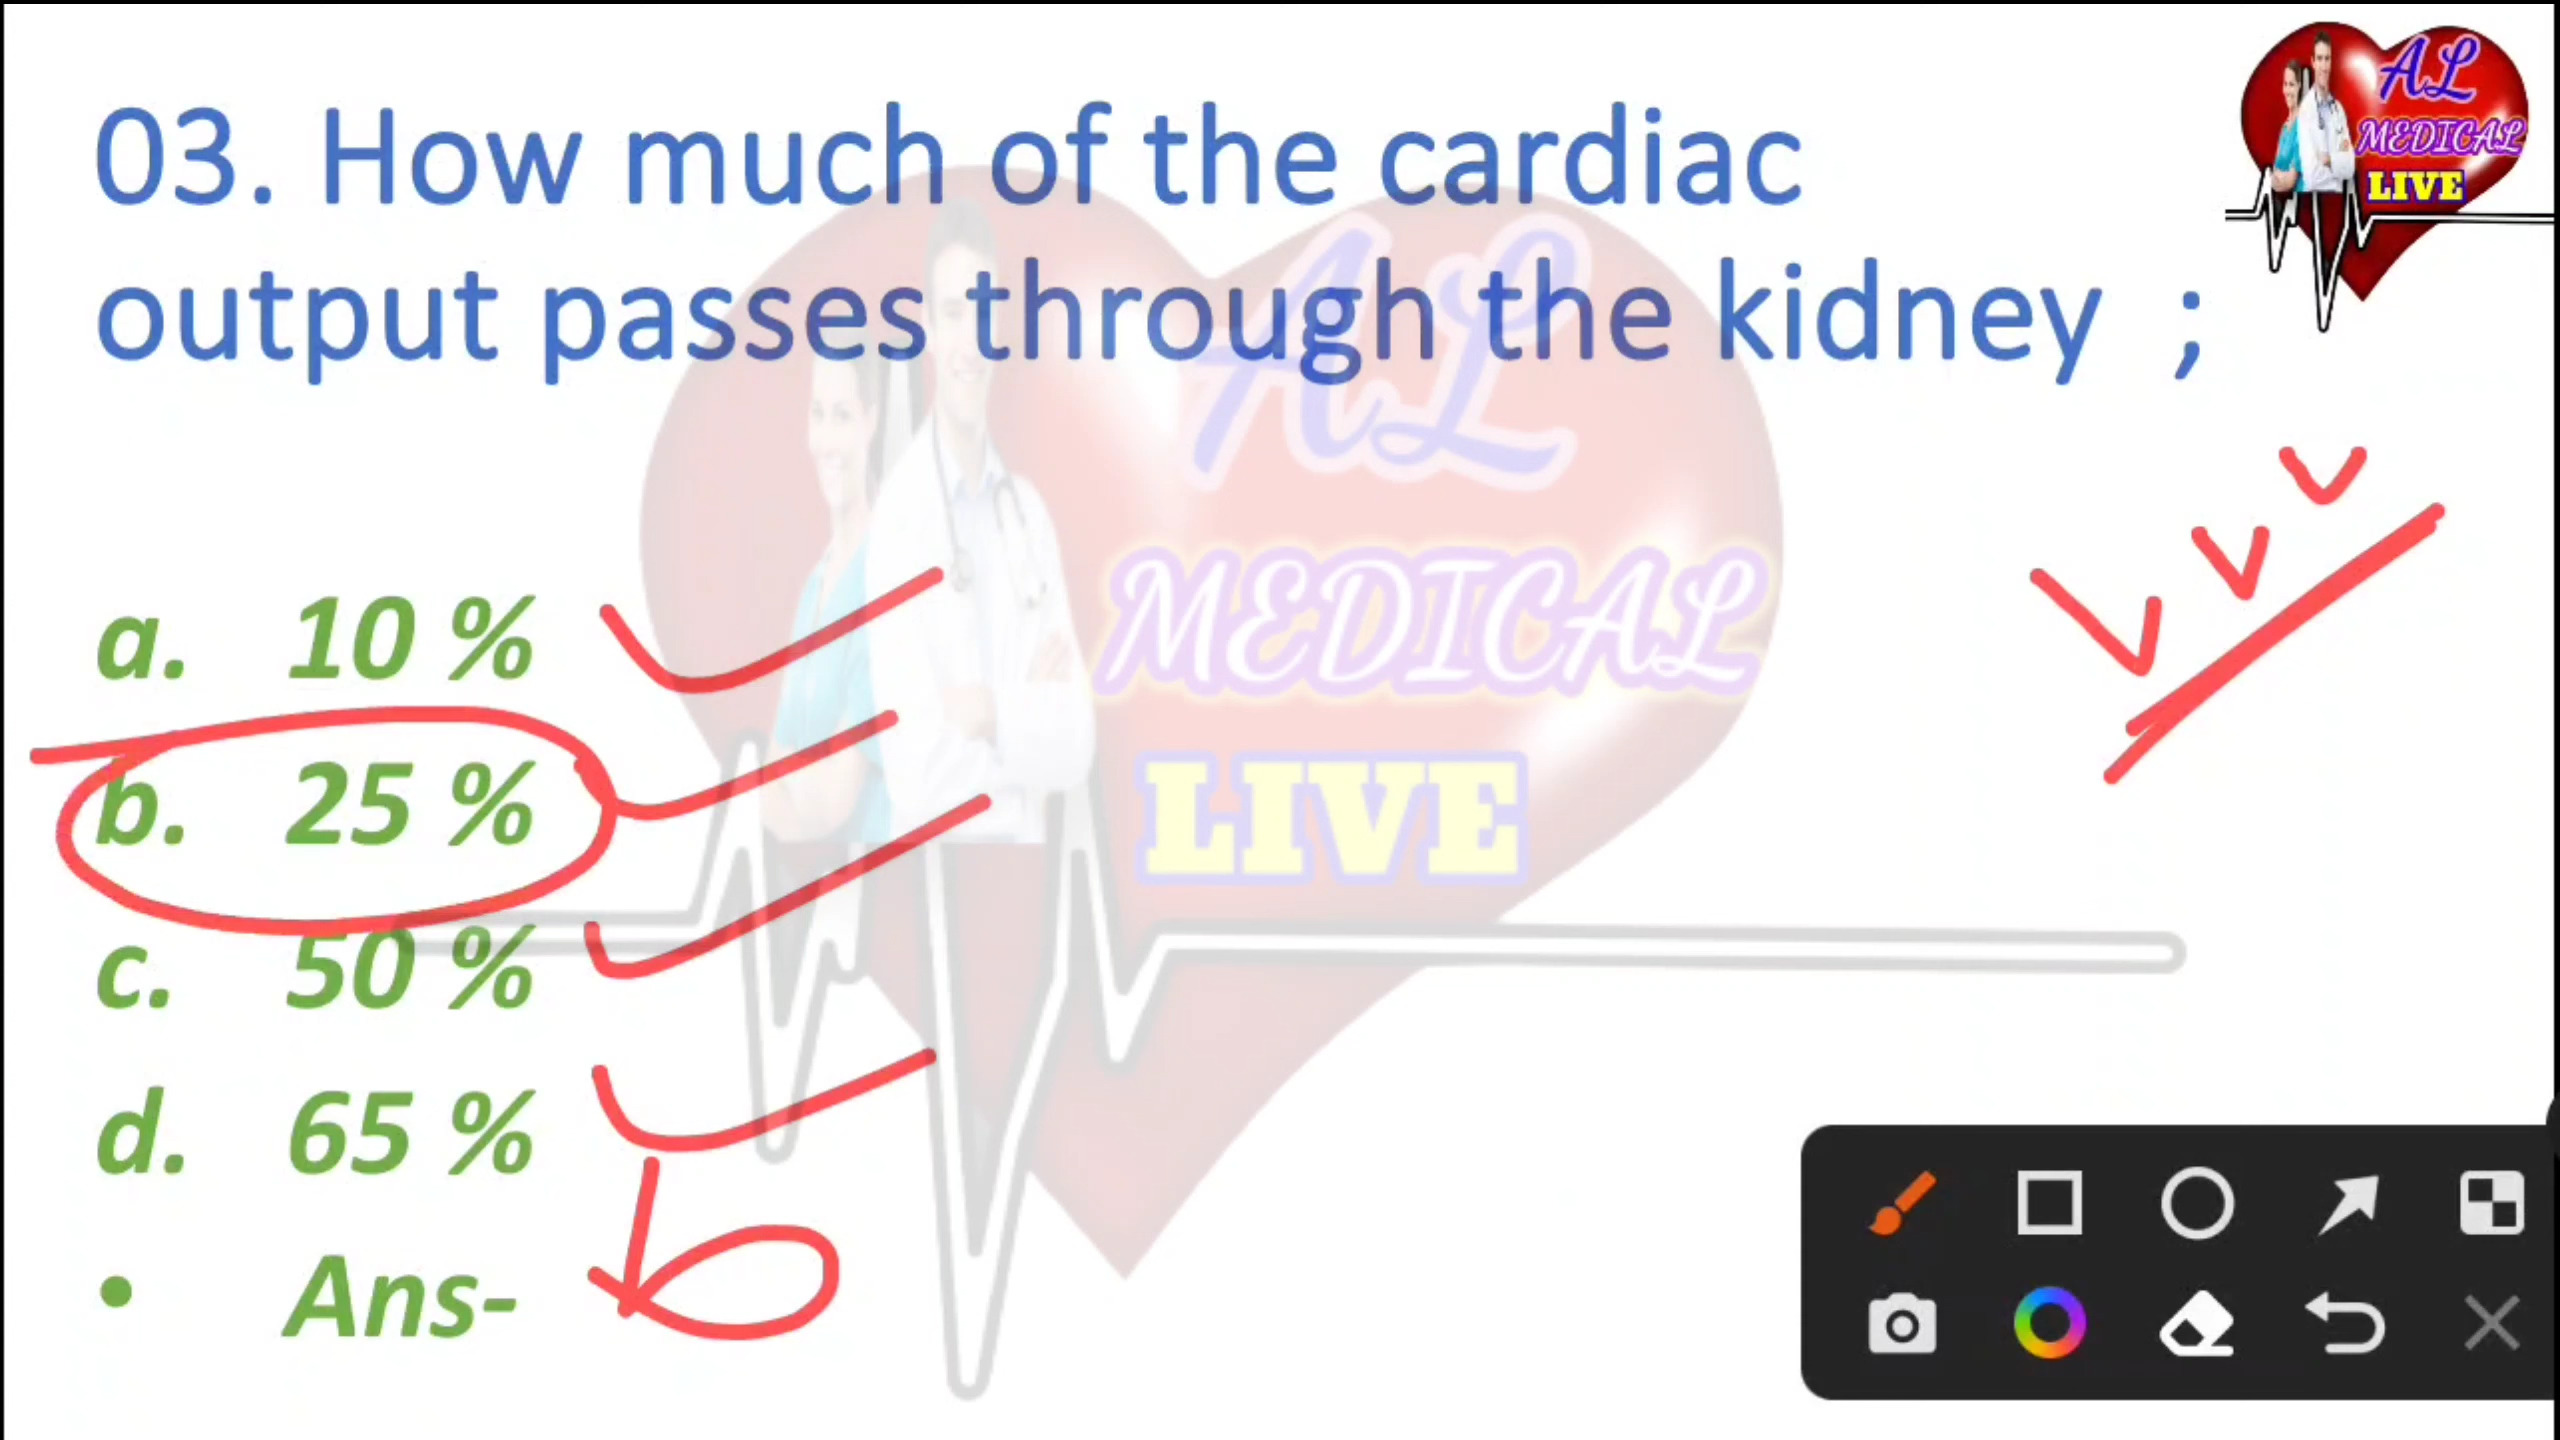 03. How much of the cardiac
output passes through the kidney ;
a. 10 %
b. 25 %
c. 50 %
d. 65 %
• Ans- b
AL
MEDICAL
LIVE
AL
MEDICAL
LIVE